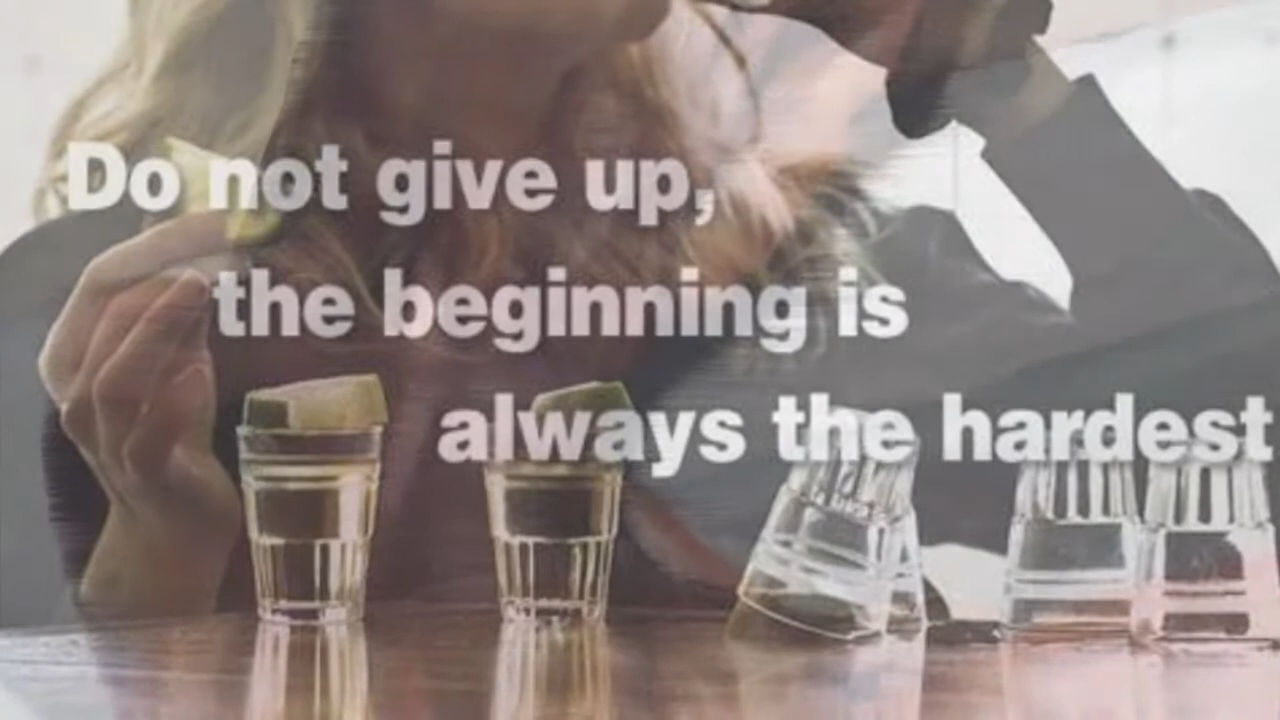 Do not give up,
the beginning is
always the hardest